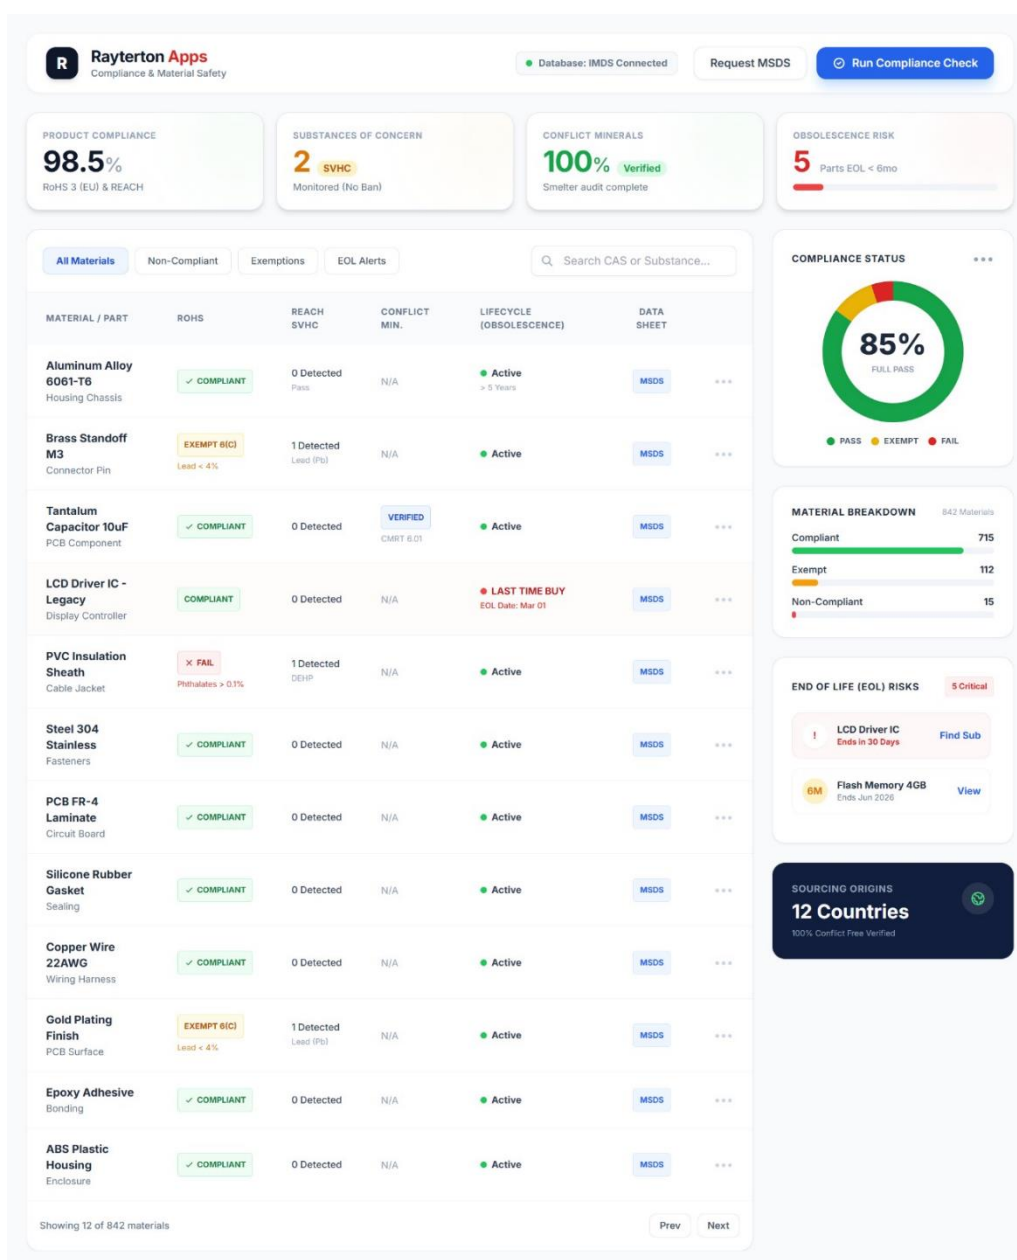 R
Rayterton Apps
Compliance & Material Safety
Database: IMDS Connected
Request MSDS
Run Compliance Check
PRODUCT COMPLIANCE
98.5%
RoHS 3 (EU) & REACH
SUBSTANCES OF CONCERN
2 SVHC
Monitored (No Ban)
CONFLICT MINERALS
100% Verified
Smelter audit complete
OBSOLESCENCE RISK
5 Parts EOL < 6mo
All Materials
Non-Compliant
Exemptions
EOL Alerts
Search CAS or Substance...
MATERIAL / PART
ROHS
REACH
SVHC
CONFLICT
MIN.
LIFECYCLE
(OBSOLESCENCE)
DATA
SHEET
Aluminum Alloy
6061-T6
Housing Chassis
✓ COMPLIANT
0 Detected
Pass
N/A
Active
> 5 Years
MSDS
Brass Standoff
M3
Connector Pin
EXEMPT 6(C)
Lead < 4%
1 Detected
Lead (Pb)
N/A
Active
MSDS
Tantalum
Capacitor 10uF
PCB Component
✓ COMPLIANT
0 Detected
VERIFIED
CMRT 6.01
Active
MSDS
LCD Driver IC -
Legacy
Display Controller
COMPLIANT
0 Detected
N/A
LAST TIME BUY
EOL Date: Mar 01
MSDS
PVC Insulation
Sheath
Cable Jacket
✕ FAIL
Phthalates > 0.1%
1 Detected
DEHP
N/A
Active
MSDS
Steel 304
Stainless
Fasteners
✓ COMPLIANT
0 Detected
N/A
Active
MSDS
PCB FR-4
Laminate
Circuit Board
✓ COMPLIANT
0 Detected
N/A
Active
MSDS
Silicone Rubber
Gasket
Sealing
✓ COMPLIANT
0 Detected
N/A
Active
MSDS
Copper Wire
22AWG
Wiring Harness
✓ COMPLIANT
0 Detected
N/A
Active
MSDS
Gold Plating
Finish
PCB Surface
EXEMPT 6(C)
Lead < 4%
1 Detected
Lead (Pb)
N/A
Active
MSDS
Epoxy Adhesive
Bonding
✓ COMPLIANT
0 Detected
N/A
Active
MSDS
ABS Plastic
Housing
Enclosure
✓ COMPLIANT
0 Detected
N/A
Active
MSDS
Showing 12 of 842 materials
Prev
Next
COMPLIANCE STATUS
85%
FULL PASS
PASS
EXEMPT
FAIL
MATERIAL BREAKDOWN
842 Materials
Compliant 715
Exempt 112
Non-Compliant 15
END OF LIFE (EOL) RISKS
5 Critical
!
LCD Driver IC
Ends in 30 Days
Find Sub
6M
Flash Memory 4GB
Ends Jun 2026
View
SOURCING ORIGINS
12 Countries
100% Conflict Free Verified